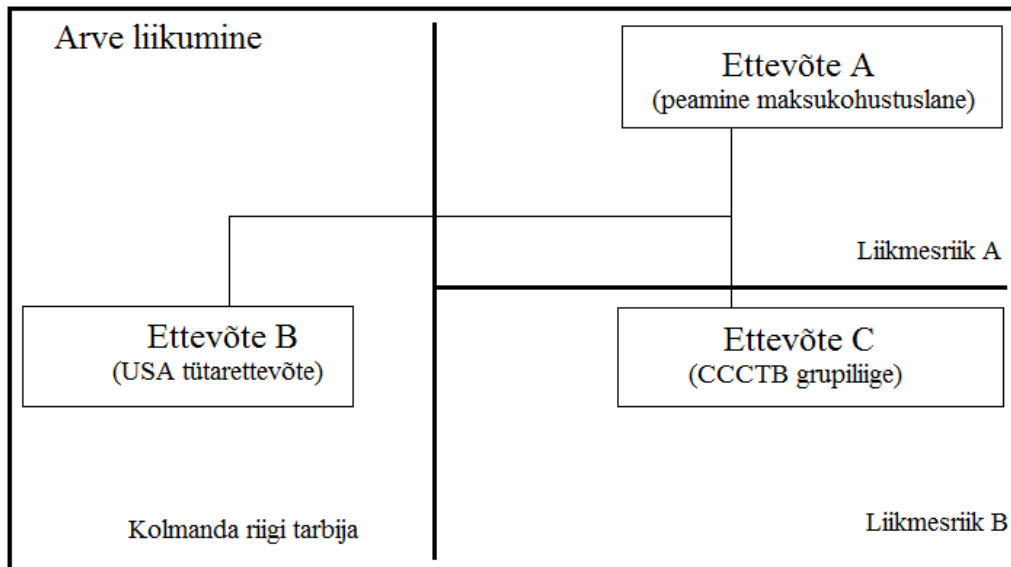 Arve liikumine
Ettevõte A
(peamine maksukohustuslane)
Liikmesriik A
Ettevõte B
(USA tütarettevõte)
Ettevõte C
(CCCTB grupiliige)
Kolmanda riigi tarbija
Liikmesriik B